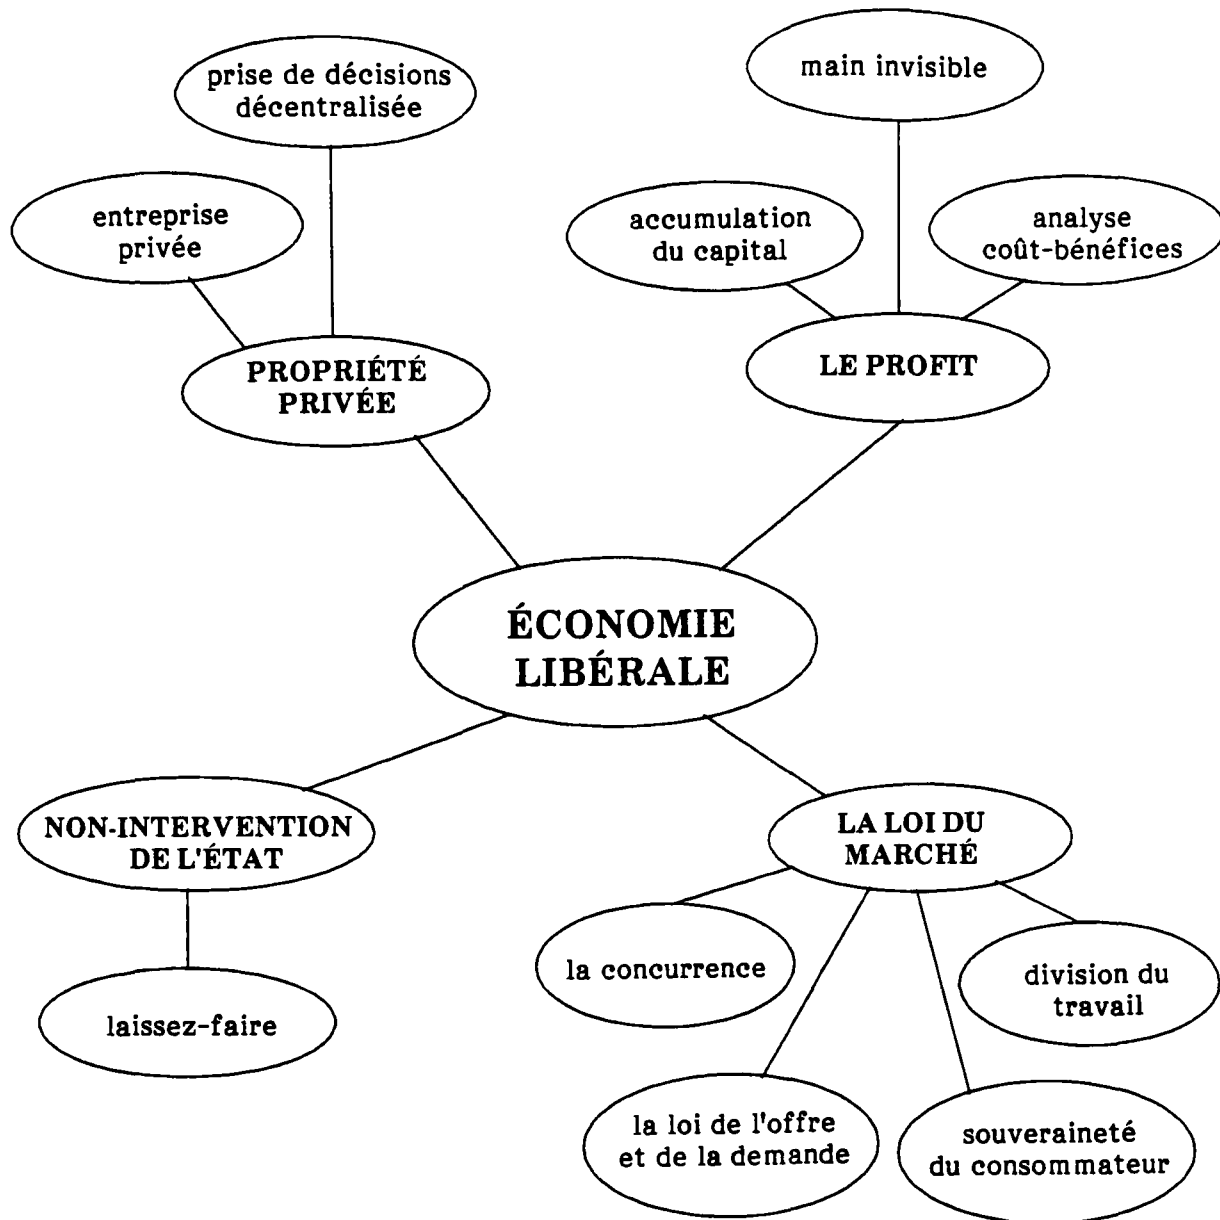 prise de décisions
décentralisée
main invisible
entreprise
privée
accumulation
du capital
analyse
coût-bénéfices
PROPRIÉTÉ
PRIVÉE
LE PROFIT
ÉCONOMIE
LIBÉRALE
NON-INTERVENTION
DE L'ÉTAT
LA LOI DU
MARCHÉ
laissez-faire
la concurrence
division du
travail
la loi de l'offre
et de la demande
souveraineté
du consommateur